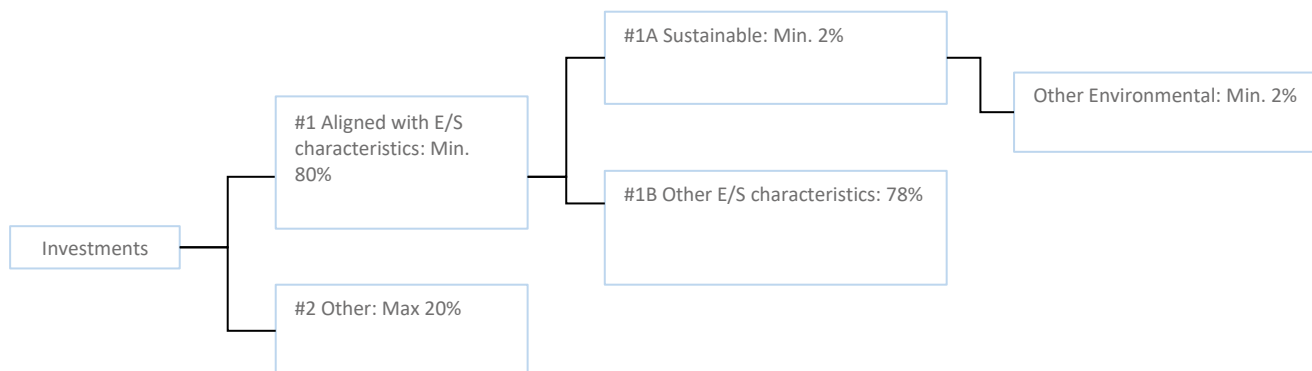 #1A Sustainable: Min. 2%
Other Environmental: Min. 2%
#1 Aligned with E/S
characteristics: Min.
80%
#1B Other E/S characteristics: 78%
Investments
#2 Other: Max 20%